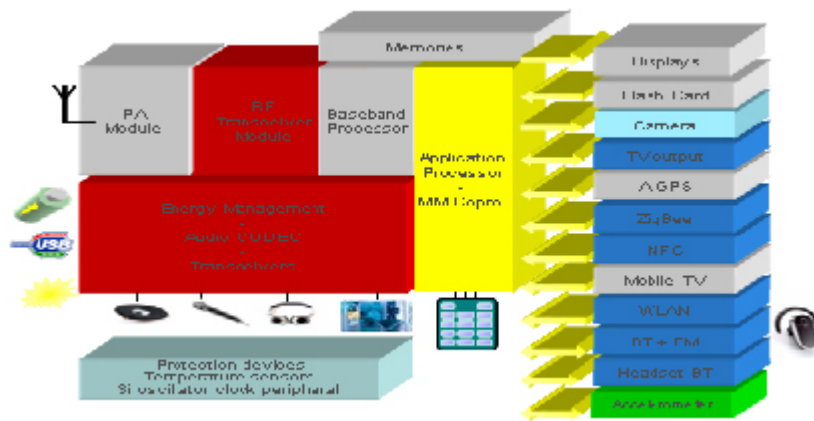 Memories
PA
Module
RF
Transceiver
Module
Baseband
Processor
Application
Processor
-
MM Copro
Energy Management
-
Audio CODEC
-
Transceivers
USB
Protection devices
Temperature sensors
Si oscillator clock peripheral
Displays
Flash Card
Camera
TVoutput
AGPS
ZigBee
NFC
Mobile TV
WLAN
BT + FM
Headset BT
Accelerometer